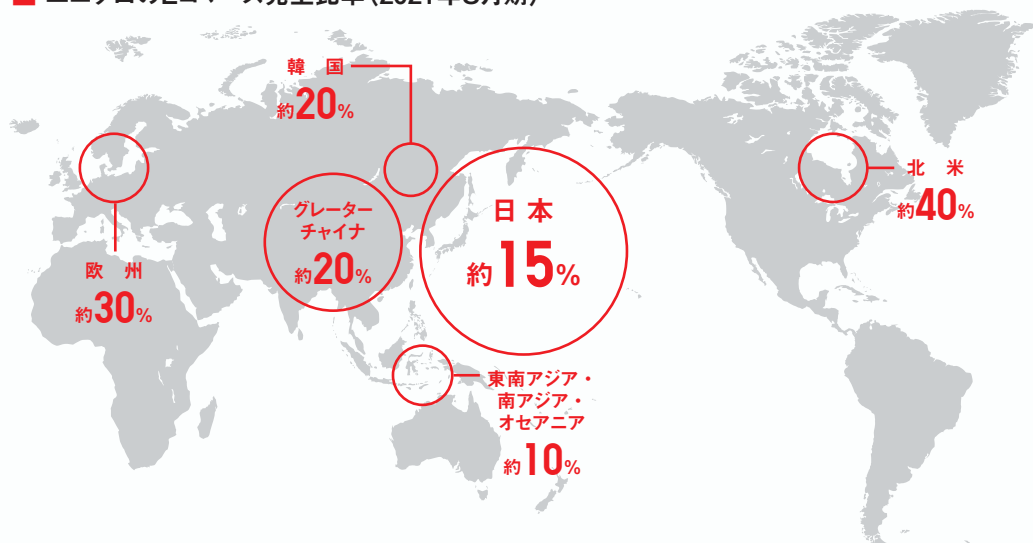 韓 国
約20%
北 米
約40%
グレーター
チャイナ
約20%
日 本
約15%
欧 州
約30%
東南アジア・
南アジア・
オセアニア
約10%